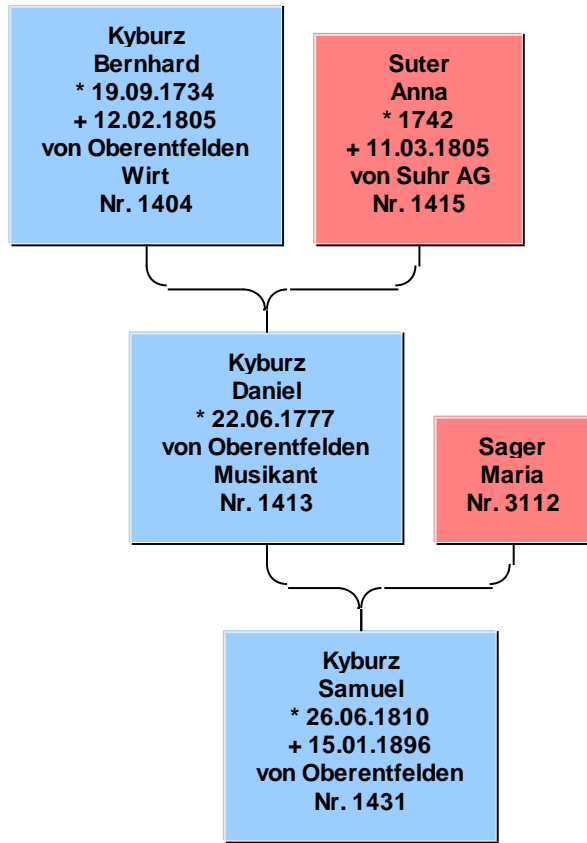 Kyburz
Bernhard
* 19.09.1734
+ 12.02.1805
von Oberentfelden
Wirt
Nr. 1404
Suter
Anna
* 1742
+ 11.03.1805
von Suhr AG
Nr. 1415
Kyburz
Daniel
* 22.06.1777
von Oberentfelden
Musikant
Nr. 1413
Sager
Maria
Nr. 3112
Kyburz
Samuel
* 26.06.1810
+ 15.01.1896
von Oberentfelden
Nr. 1431